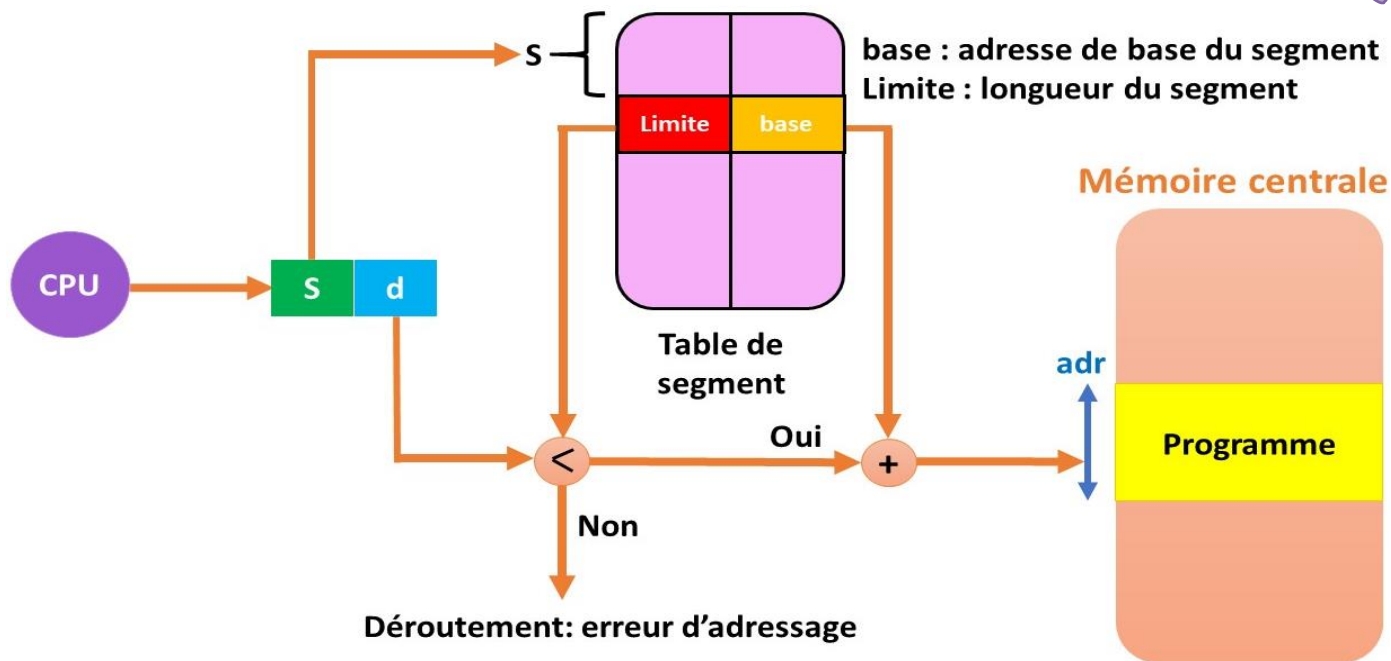 S
base : adresse de base du segment
Limite : longueur du segment
Limite
base
Mémoire centrale
CPU
S
d
Table de
segment
adr
Oui
Programme
<
+
Non
Déroutement: erreur d’adressage